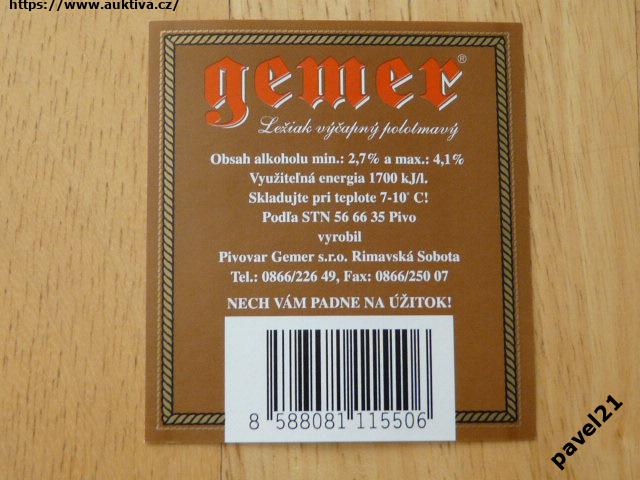 https://www.auktiva.cz/
gemer®
Ležiak výčapný polotmavý
Obsah alkoholu min.: 2,7% a max.: 4,1%
Využiteľná energia 1700 kJ/l.
Skladujte pri teplote 7-10° C!
Podľa STN 56 66 35 Pivo
vyrobil
Pivovar Gemer s.r.o. Rimavská Sobota
Tel.: 0866/226 49, Fax: 0866/250 07
NECH VÁM PADNE NA ÚŽITOK!
8 588081 115506
pavel21